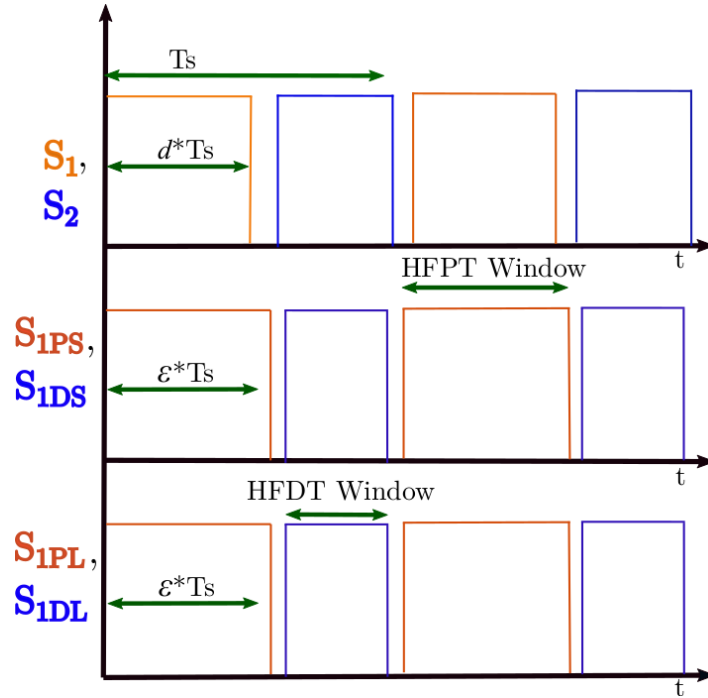 Ts
d*Ts
S1,
S2
t
HFPT Window
S1PS,
S1DS
ε*Ts
t
HFDT Window
S1PL,
S1DL
ε*Ts
t